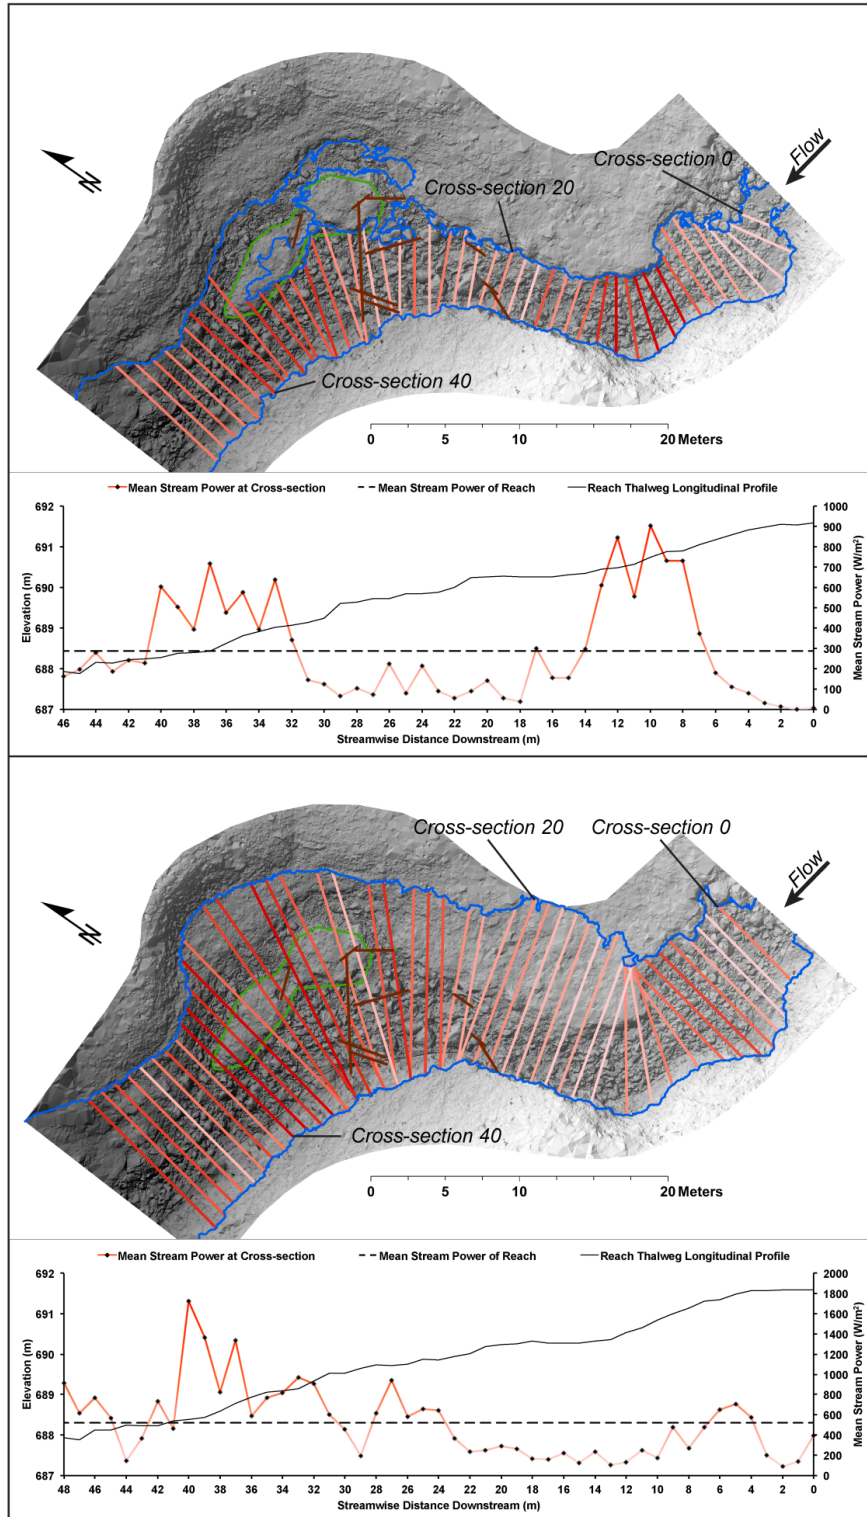 Cross-section 0
Flow
N
Cross-section 20
Cross-section 40
0 5 10 20 Meters
Mean Stream Power at Cross-section Mean Stream Power of Reach Reach Thalweg Longitudinal Profile
692 691 690 689 688 687
Elevation (m)
1000 900 800 700 600 500 400 300 200 100 0
Mean Stream Power (W/m²)
46 44 42 40 38 36 34 32 30 28 26 24 22 20 18 16 14 12 10 8 6 4 2 0
Streamwise Distance Downstream (m)
Cross-section 20 Cross-section 0
Flow
N
Cross-section 40
0 5 10 20 Meters
Mean Stream Power at Cross-section Mean Stream Power of Reach Reach Thalweg Longitudinal Profile
692 691 690 689 688 687
Elevation (m)
2000 1800 1600 1400 1200 1000 800 600 400 200 0
Mean Stream Power (W/m²)
48 46 44 42 40 38 36 34 32 30 28 26 24 22 20 18 16 14 12 10 8 6 4 2 0
Streamwise Distance Downstream (m)